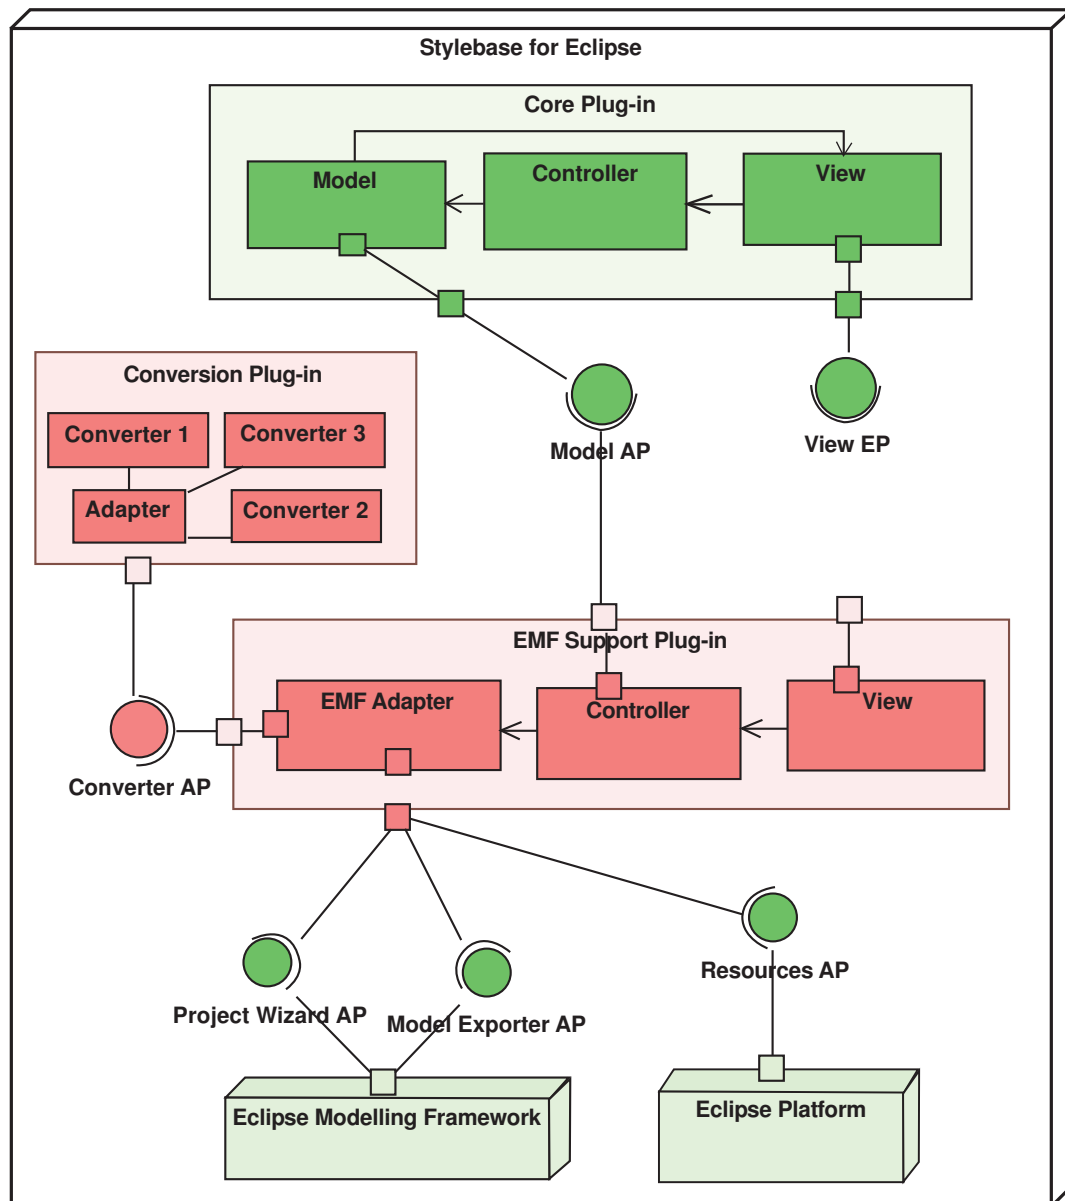 Stylebase for Eclipse
Core Plug-in
Model
Controller
View
Conversion Plug-in
Converter 1
Converter 3
Adapter
Converter 2
Model AP
View EP
EMF Support Plug-in
EMF Adapter
Controller
View
Converter AP
Project Wizard AP
Model Exporter AP
Resources AP
Eclipse Modelling Framework
Eclipse Platform